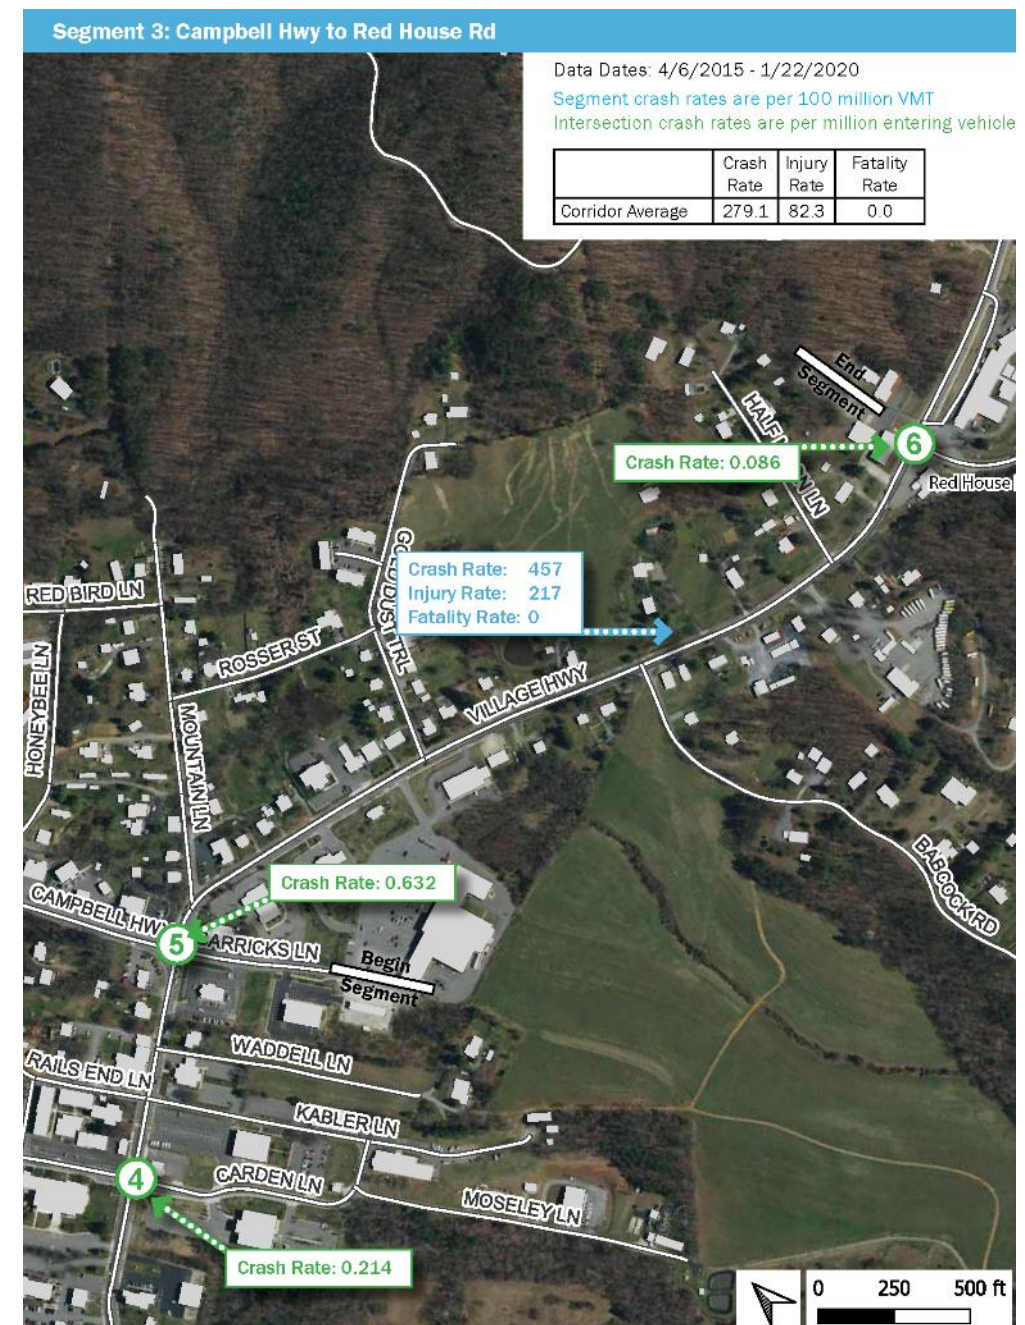 Segment 3: Campbell Hwy to Red House Rd
Data Dates: 4/6/2015 - 1/22/2020
Segment crash rates are per 100 million VMT
Intersection crash rates are per million entering vehicle
Crash Rate Injury Rate Fatality Rate
Corridor Average 279.1 82.3 0.0
End Segment
6
Crash Rate: 0.086
LN
Red House
Crash Rate: 457
Injury Rate: 217
Fatality Rate: 0
RED BIRD LN
ROSSER ST
TRL
HONEYBEE LN
MOUNTAIN LN
VILLAGE HWY
BABCOCK RD
Crash Rate: 0.632
CAMPBELL HWY
5
ARRICKS LN
Begin Segment
WADDELL LN
RAILS END LN
KABLER LN
4
CARDEN LN
MOSELEY LN
Crash Rate: 0.214
0 250 500 ft